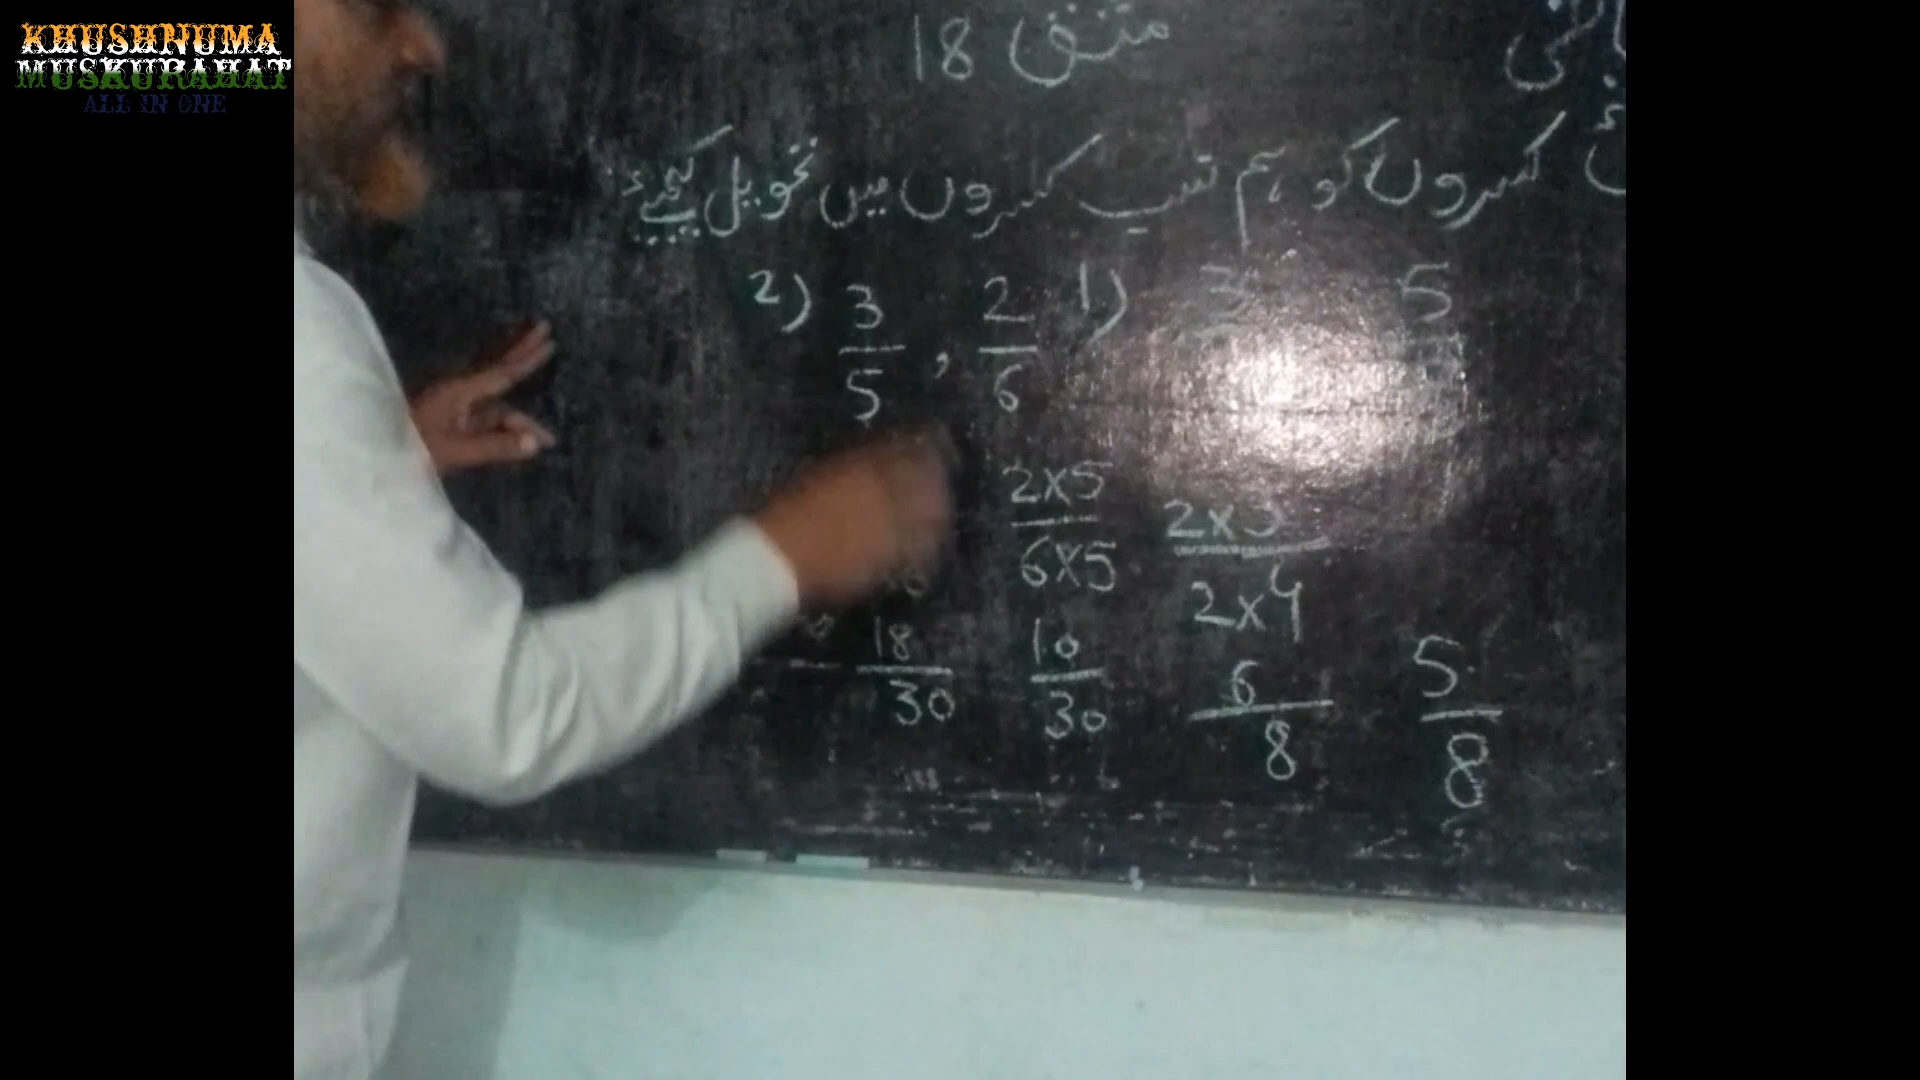 KHUSHNUMA
MUSKURAHAT
ALL IN ONE
مشق 18
کسروں کو ہم نسب کسروں میں تحویل کیجیے
1) 3 5
2) 3/5 , 2/6
2x3
2x4
6/8 5/8
2x5
6x5
18/30 10/30